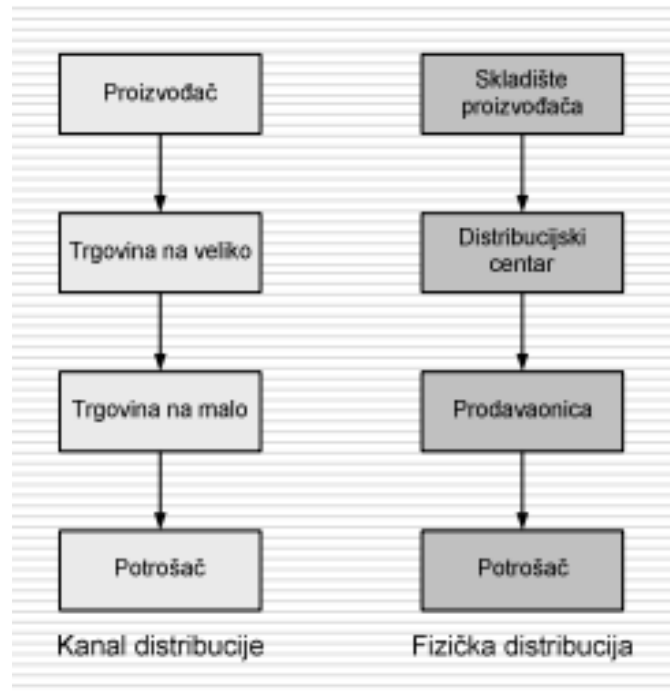 Proizvođač
Trgovina na veliko
Trgovina na malo
Potrošač
Kanal distribucije
Skladište
proizvođača
Distribucijski
centar
Prodavaonica
Potrošač
Fizička distribucija